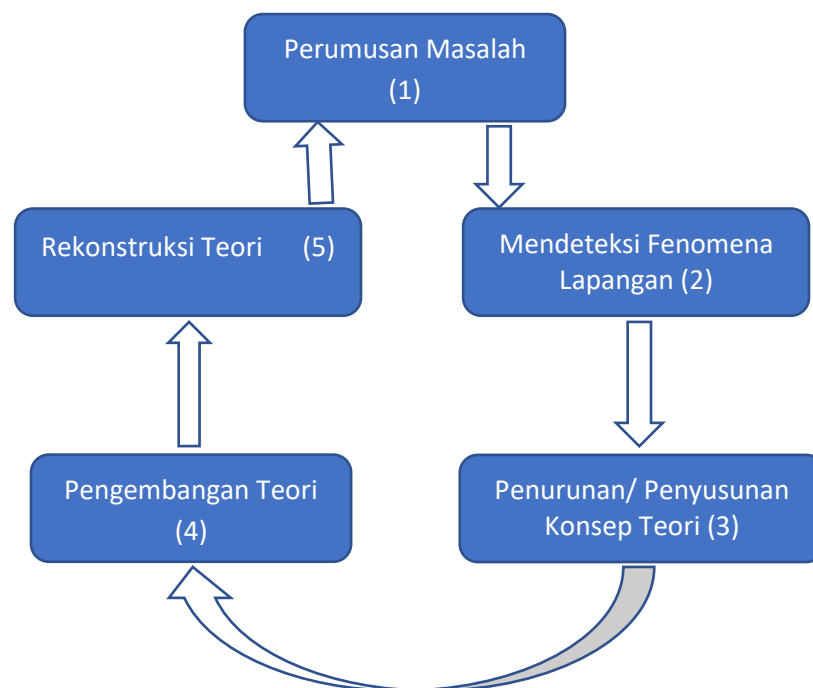 Perumusan Masalah
(1)
Mendeteksi Fenomena
Lapangan (2)
Penurunan/ Penyusunan
Konsep Teori (3)
Pengembangan Teori
(4)
Rekonstruksi Teori (5)